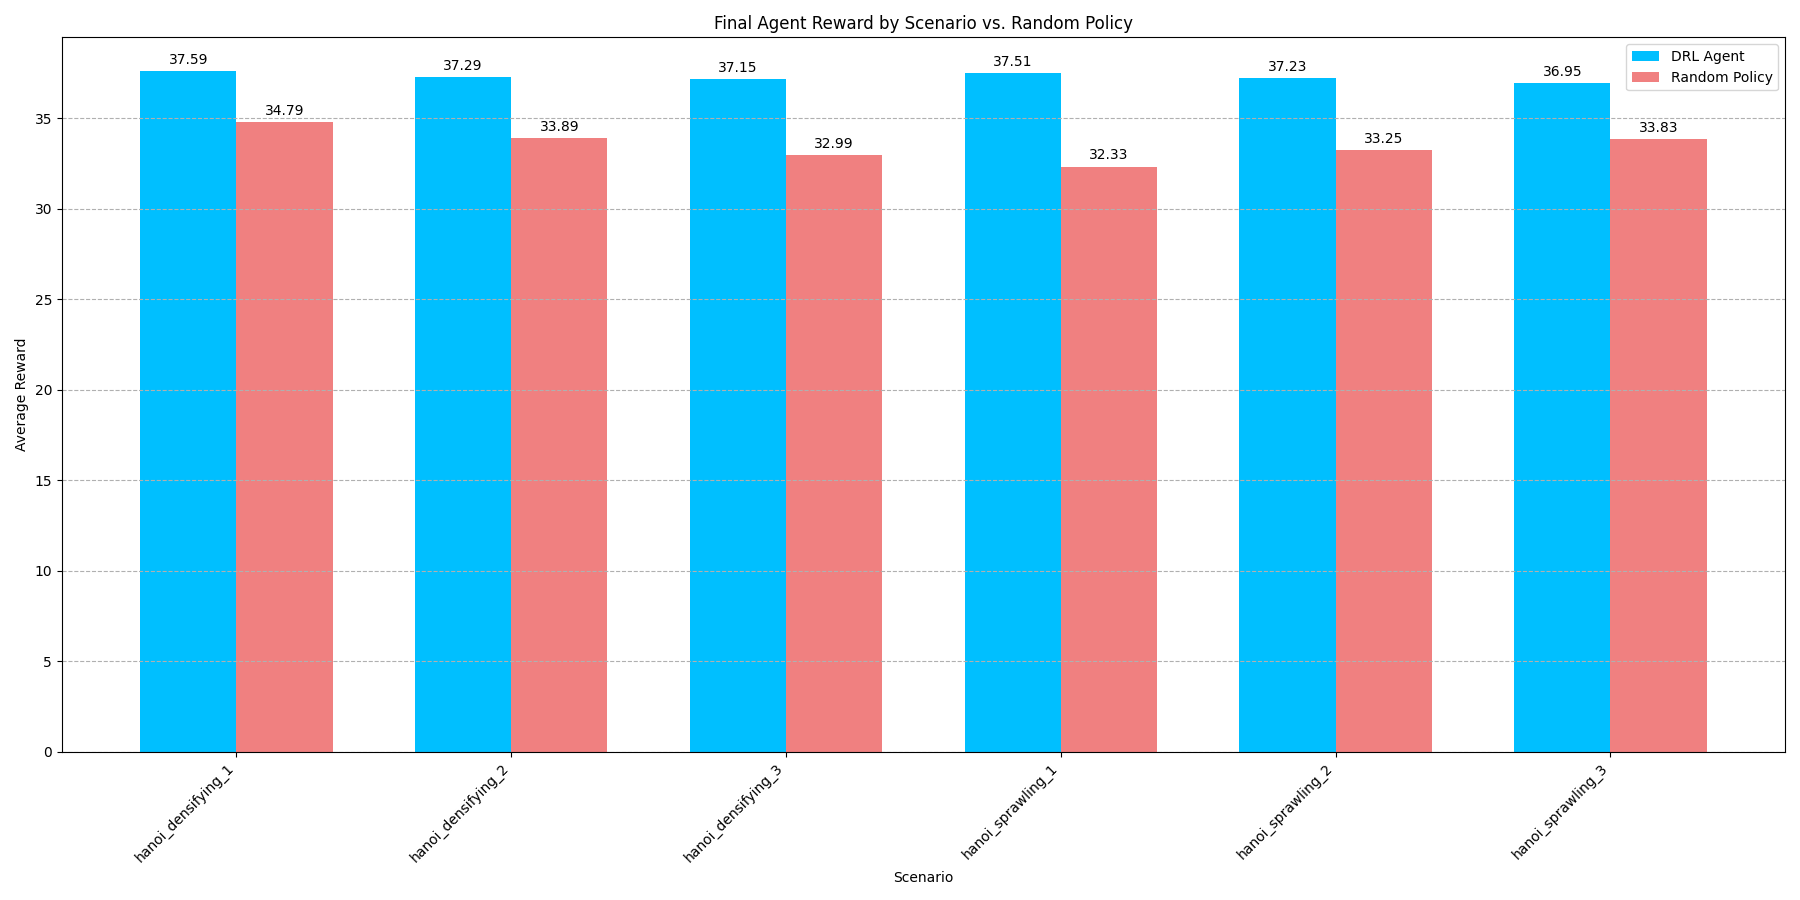 Final Agent Reward by Scenario vs. Random Policy
DRL Agent
Random Policy
37.59
34.79
37.29
33.89
37.15
32.99
37.51
32.33
37.23
33.25
36.95
33.83
Average Reward
35
30
25
20
15
10
5
0
hanoi_densifying_1
hanoi_densifying_2
hanoi_densifying_3
hanoi_sprawling_1
hanoi_sprawling_2
hanoi_sprawling_3
Scenario